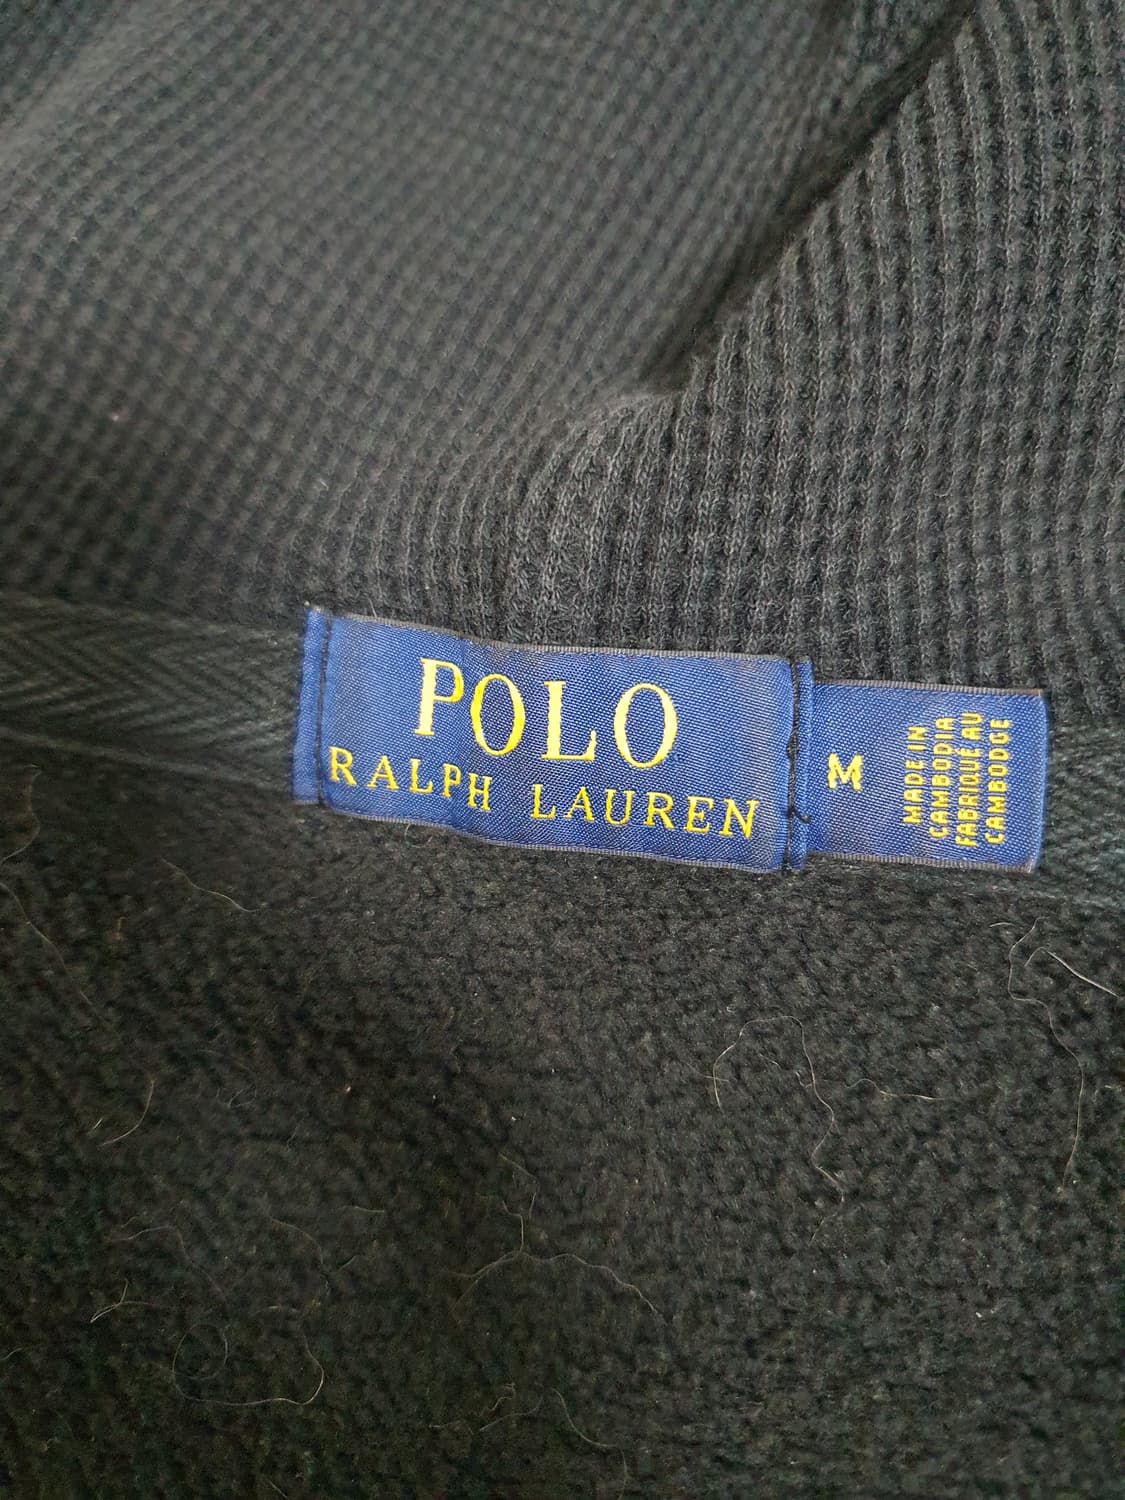 POLO
RALPH LAUREN
M
MADE IN
CAMBODIA
FABRIQUÉ AU
CAMBODGE